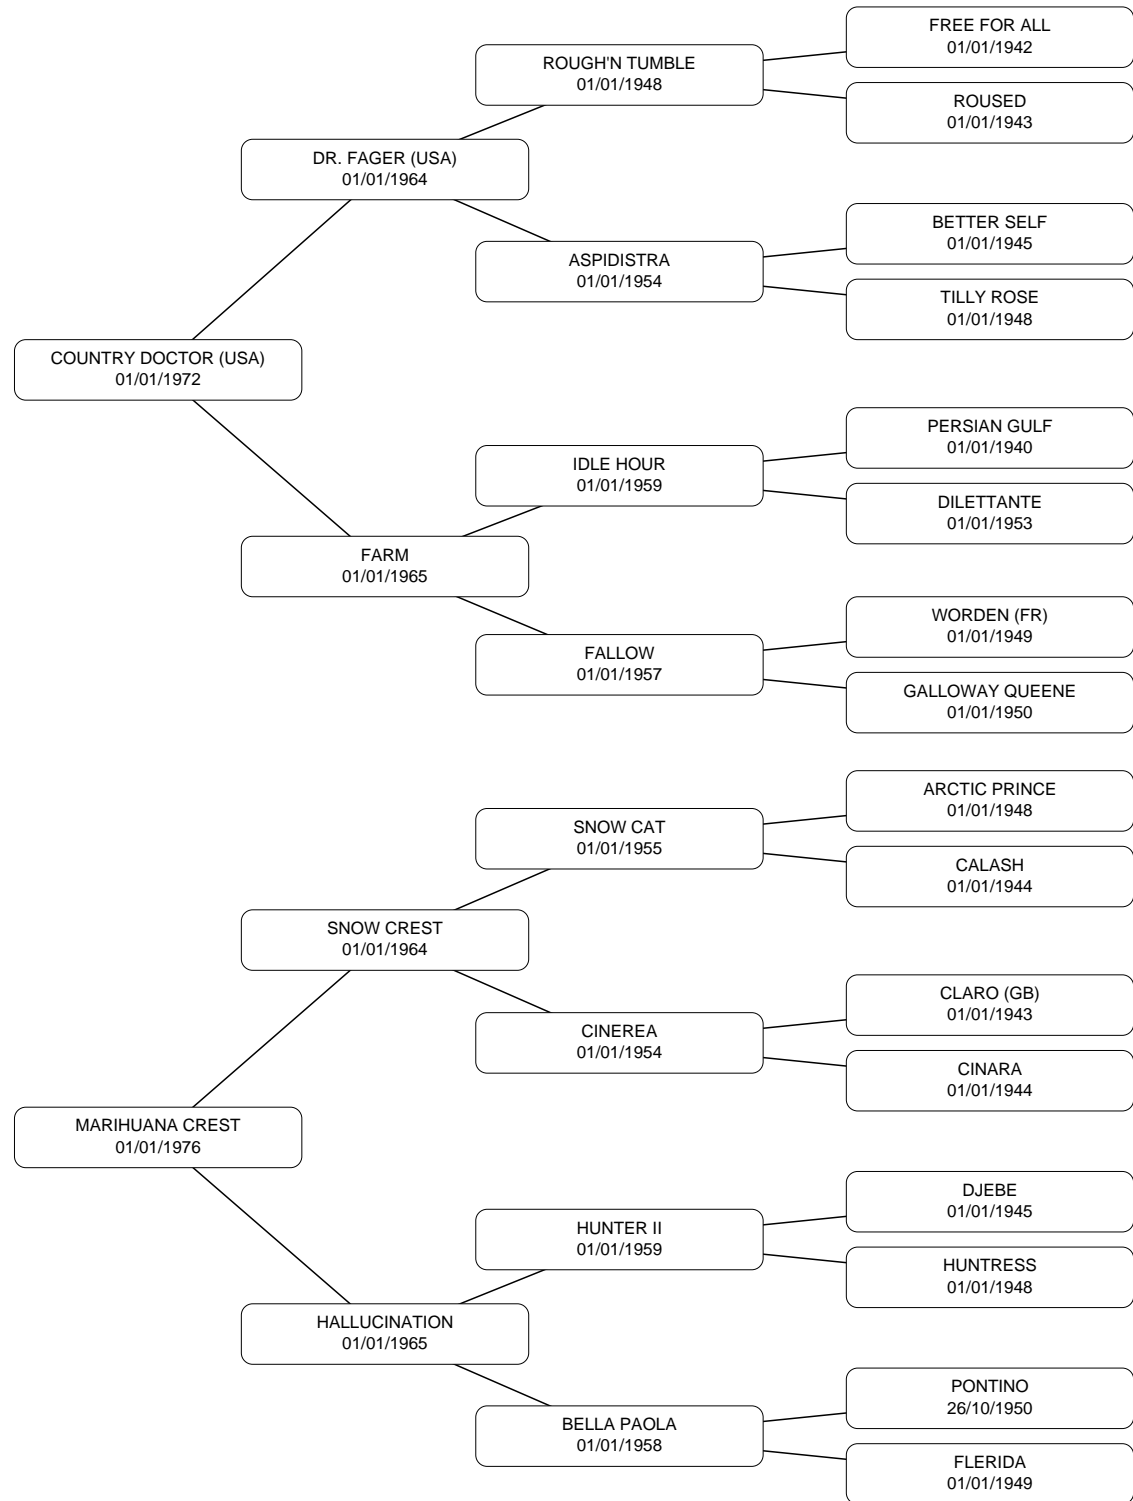 FREE FOR ALL
01/01/1942
ROUGH'N TUMBLE
01/01/1948
ROUSED
01/01/1943
DR. FAGER (USA)
01/01/1964
BETTER SELF
01/01/1945
ASPIDISTRA
01/01/1954
TILLY ROSE
01/01/1948
COUNTRY DOCTOR (USA)
01/01/1972
PERSIAN GULF
01/01/1940
IDLE HOUR
01/01/1959
DILETTANTE
01/01/1953
FARM
01/01/1965
WORDEN (FR)
01/01/1949
FALLOW
01/01/1957
GALLOWAY QUEENE
01/01/1950
ARCTIC PRINCE
01/01/1948
SNOW CAT
01/01/1955
CALASH
01/01/1944
SNOW CREST
01/01/1964
CLARO (GB)
01/01/1943
CINEREA
01/01/1954
CINARA
01/01/1944
MARIHUANA CREST
01/01/1976
DJEBE
01/01/1945
HUNTER II
01/01/1959
HUNTRESS
01/01/1948
HALLUCINATION
01/01/1965
PONTINO
26/10/1950
BELLA PAOLA
01/01/1958
FLERIDA
01/01/1949